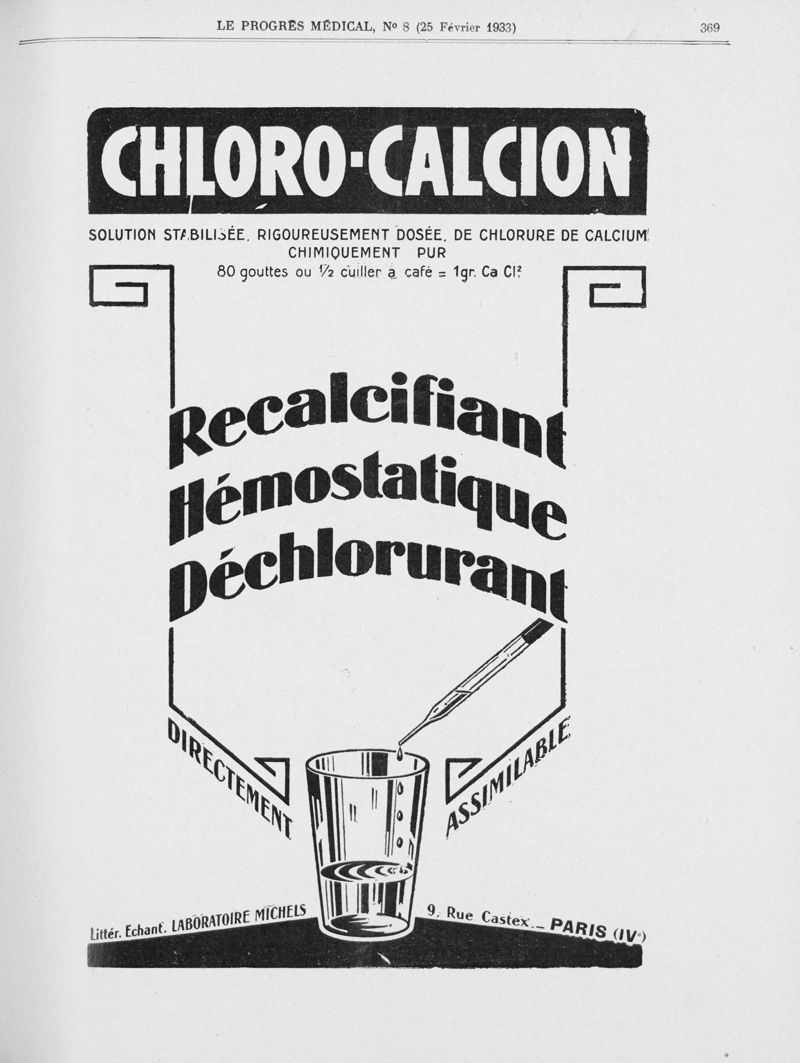 LE PROGRÈS MÉDICAL, Nº 8 (25 Février 1933) 369
CHLORO-CALCION
SOLUTION STABILISÉE, RIGOUREUSEMENT DOSÉE, DE CHLORURE DE CALCIUM
CHIMIQUEMENT PUR
80 gouttes ou 1/2 cuiller à café = 1gr. Ca Cl²
Recalcifiant
Hémostatique
Déchlorurant
DIRECTEMENT
ASSIMILABLE
Littér. Echant. LABORATOIRE MICHELS
9, Rue Castex _ PARIS (IVᵉ)